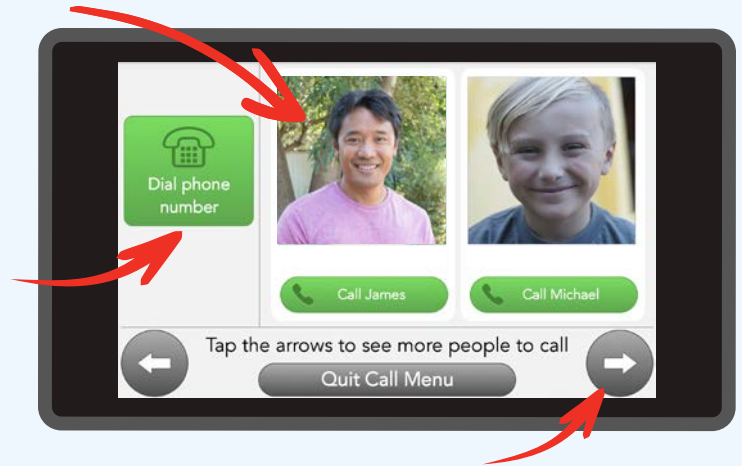 Dial phone
number
Call James
Call Michael
Tap the arrows to see more people to call
Quit Call Menu